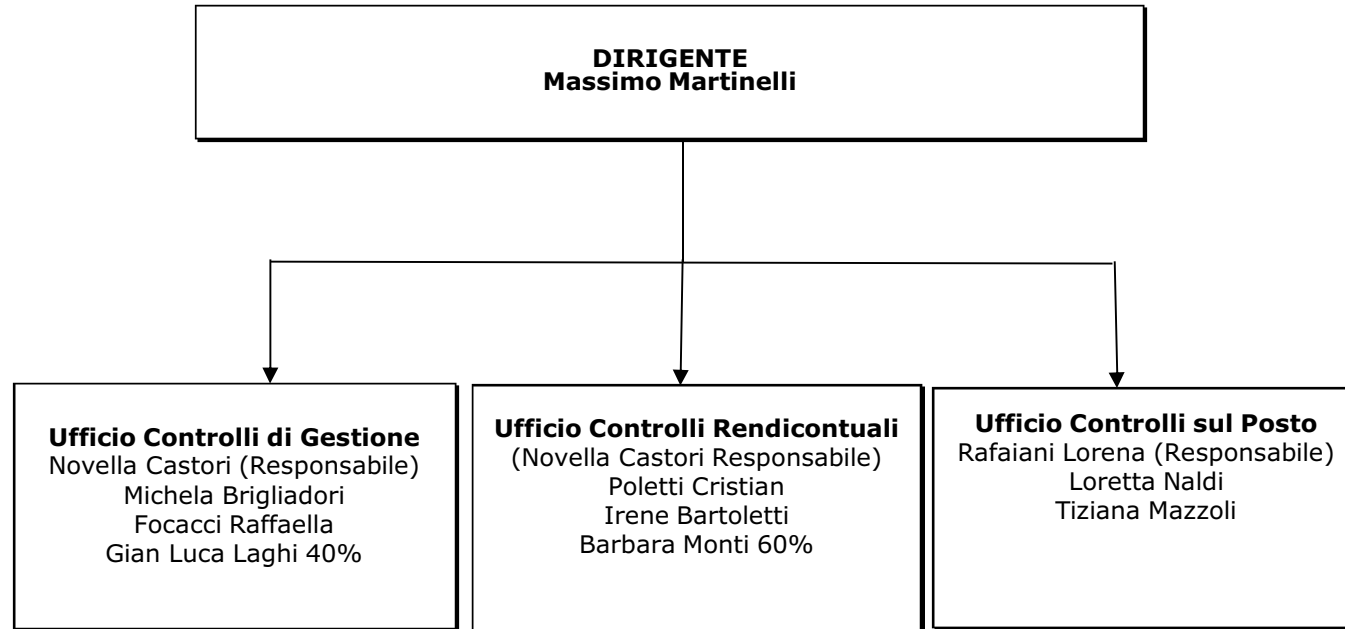 DIRIGENTE
Massimo Martinelli
Ufficio Controlli di Gestione
Novella Castori (Responsabile)
Michela Brigliadori
Focacci Raffaella
Gian Luca Laghi 40%
Ufficio Controlli Rendicontuali
(Novella Castori Responsabile)
Poletti Cristian
Irene Bartoletti
Barbara Monti 60%
Ufficio Controlli sul Posto
Rafaiani Lorena (Responsabile)
Loretta Naldi
Tiziana Mazzoli